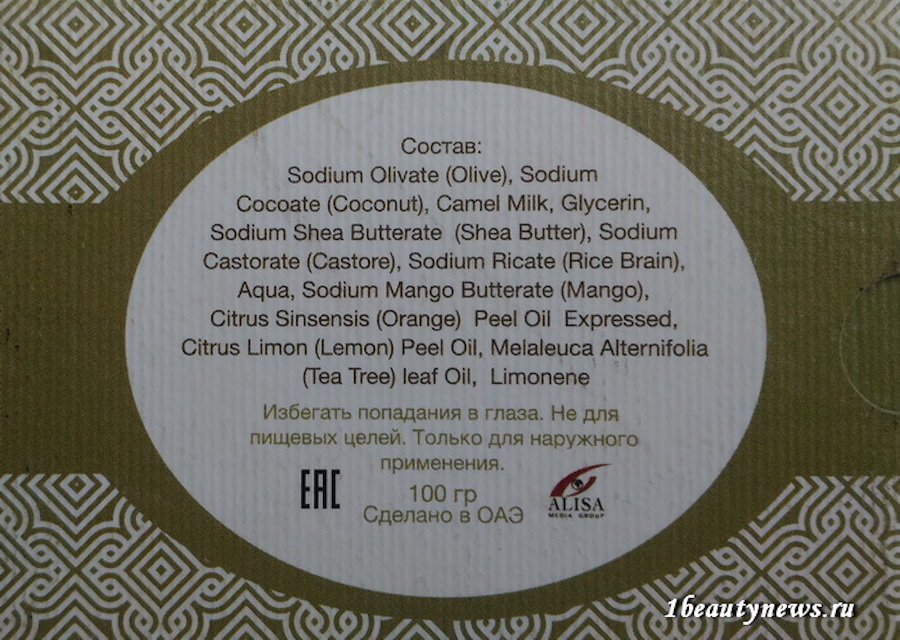 Состав:
Sodium Olivate (Olive), Sodium
Cocoate (Coconut), Camel Milk, Glycerin,
Sodium Shea Butterate (Shea Butter), Sodium
Castorate (Castore), Sodium Ricate (Rice Brain),
Aqua, Sodium Mango Butterate (Mango),
Citrus Sinsensis (Orange) Peel Oil Expressed,
Citrus Limon (Lemon) Peel Oil, Melaleuca Alternifolia
(Tea Tree) leaf Oil, Limonene
Избегать попадания в глаза. Не для
пищевых целей. Только для наружного
применения.
EAC
100 гр
Сделано в ОАЭ
ALISA
MEDIA GROUP
1beautynews.ru